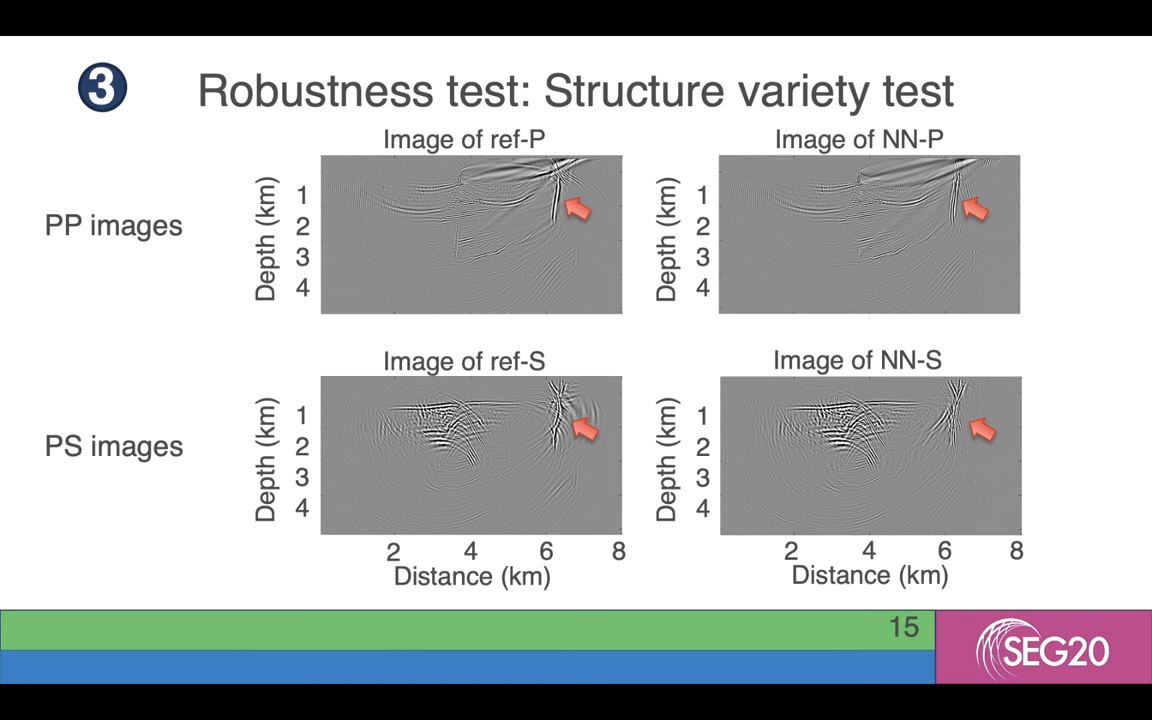 3
Robustness test: Structure variety test
Image of ref-P
Image of NN-P
PP images
Depth (km)
1
2
3
4
Depth (km)
1
2
3
4
Image of ref-S
Image of NN-S
PS images
Depth (km)
1
2
3
4
Depth (km)
1
2
3
4
2 4 6 8
Distance (km)
2 4 6 8
Distance (km)
15
SEG20